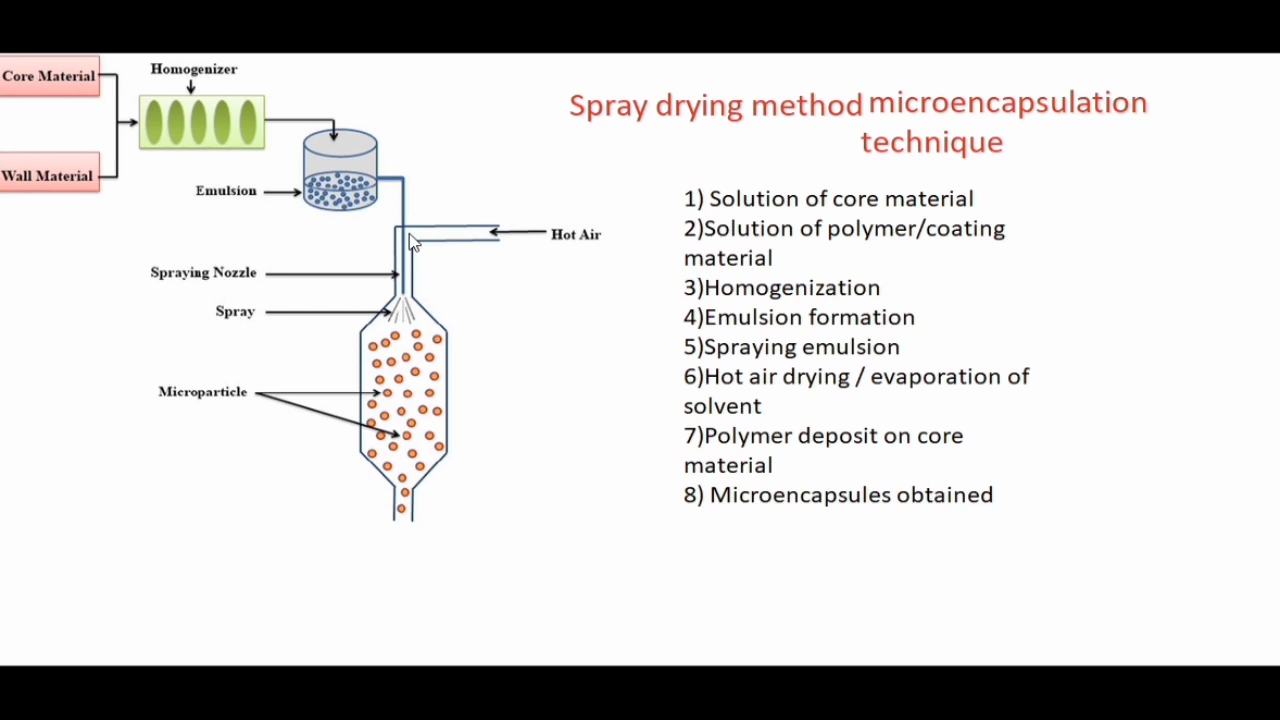 Core Material
Homogenizer
Wall Material
Emulsion
Hot Air
Spraying Nozzle
Spray
Microparticle
Spray drying method microencapsulation
technique
1) Solution of core material
2)Solution of polymer/coating
material
3)Homogenization
4)Emulsion formation
5)Spraying emulsion
6)Hot air drying / evaporation of
solvent
7)Polymer deposit on core
material
8) Microencapsules obtained